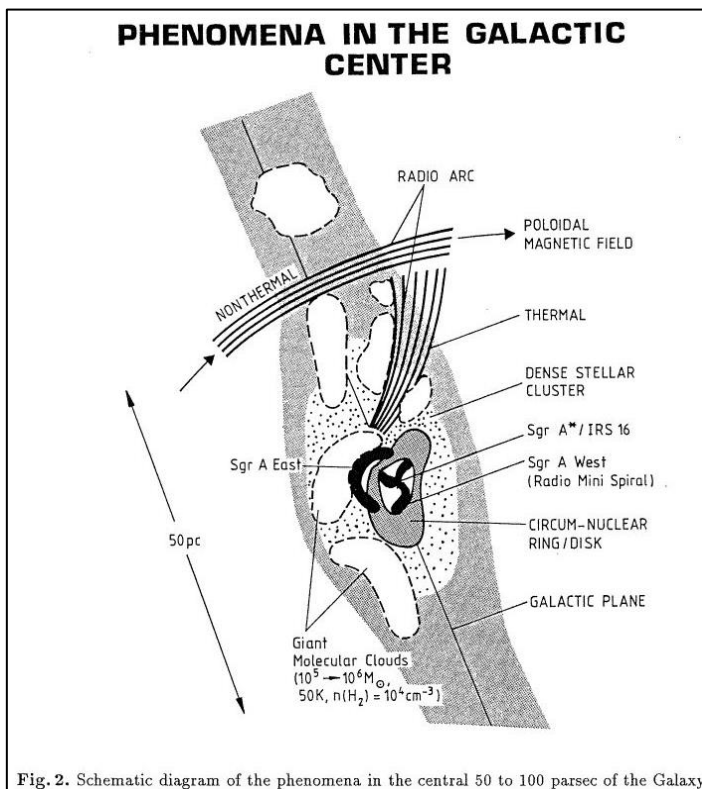 PHENOMENA IN THE GALACTIC
CENTER
RADIO ARC
POLOIDAL
MAGNETIC FIELD
NONTHERMAL
THERMAL
DENSE STELLAR
CLUSTER
Sgr A*/IRS 16
Sgr A East
Sgr A West
(Radio Mini Spiral)
CIRCUM-NUCLEAR
RING/DISK
50pc
GALACTIC PLANE
Giant
Molecular Clouds
(10⁵→10⁶M⊙,
50K, n(H₂)=10⁴cm⁻³)
Fig. 2. Schematic diagram of the phenomena in the central 50 to 100 parsec of the Galaxy